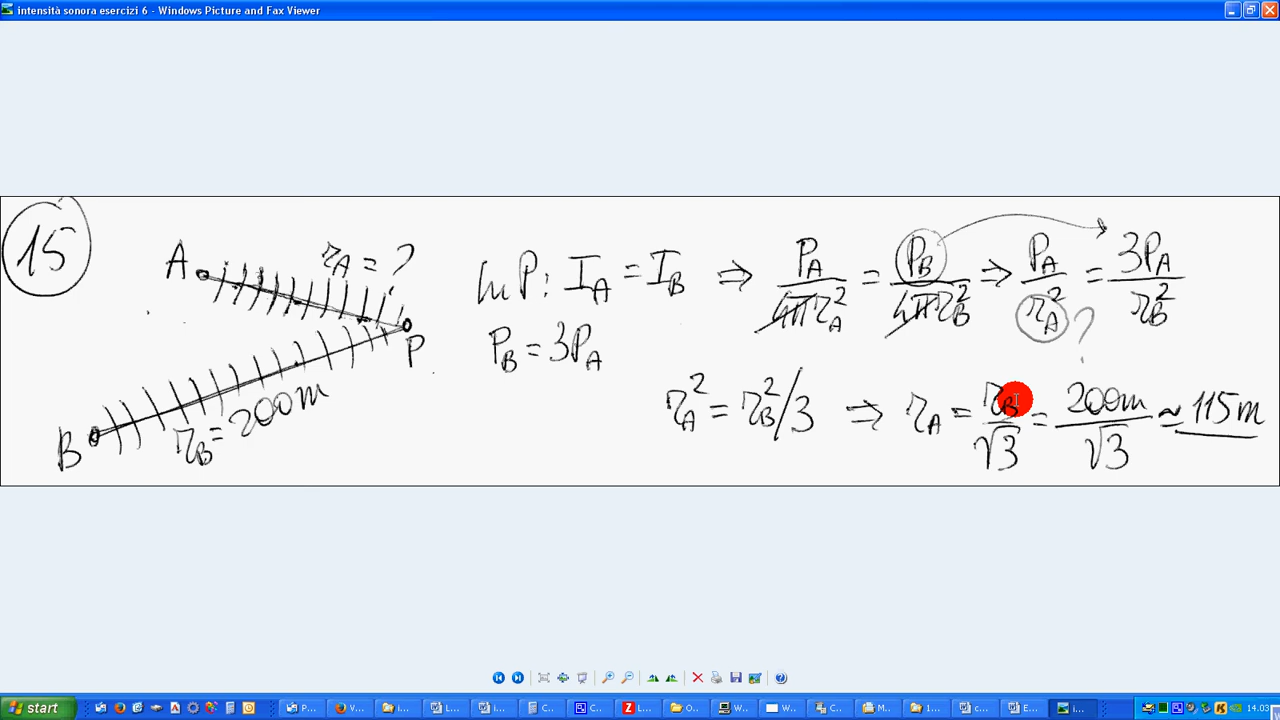 intensità sonora esercizi 6 - Windows Picture and Fax Viewer
15
A r_A = ?
In P: I_A = I_B ⇒ P_A/4πr_A² = P_B/4πr_B² ⇒ P_A/r_A² = 3P_A/r_B²
?
P
P_B = 3P_A
B r_B = 200m
r_A² = r_B²/3 ⇒ r_A = r_B/√3 = 200m/√3 ≃ 115m
start P... V... I... L... I... C... C... L... O... W... W... C... M... 1... c... E... i... 14.03